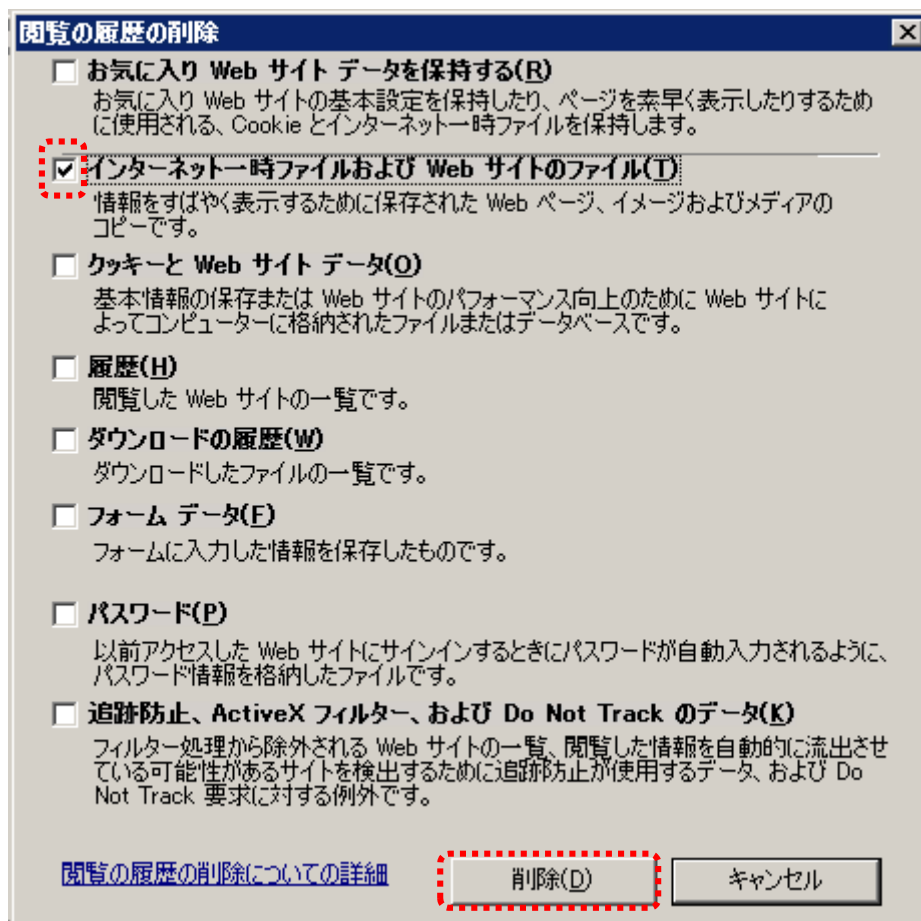 閲覧の履歴の削除
お気に入り Web サイト データを保持する(R)
お気に入り Web サイトの基本設定を保持したり、ページを素早く表示したりするため
に使用される、Cookie とインターネット一時ファイルを保持します。
インターネット一時ファイルおよび Web サイトのファイル(T)
情報をすばやく表示するために保存された Web ページ、イメージおよびメディアの
コピーです。
クッキーと Web サイト データ(O)
基本情報の保存または Web サイトのパフォーマンス向上のために Web サイトに
よってコンピューターに格納されたファイルまたはデータベースです。
履歴(H)
閲覧した Web サイトの一覧です。
ダウンロードの履歴(W)
ダウンロードしたファイルの一覧です。
フォーム データ(F)
フォームに入力した情報を保存したものです。
パスワード(P)
以前アクセスした Web サイトにサインインするときにパスワードが自動入力されるように、
パスワード情報を格納したファイルです。
追跡防止、ActiveX フィルター、および Do Not Track のデータ(K)
フィルター処理から除外される Web サイトの一覧、閲覧した情報を自動的に流出させ
ている可能性があるサイトを検出するために追跡防止が使用するデータ、および Do
Not Track 要求に対する例外です。
閲覧の履歴の削除についての詳細
削除(D)
キャンセル